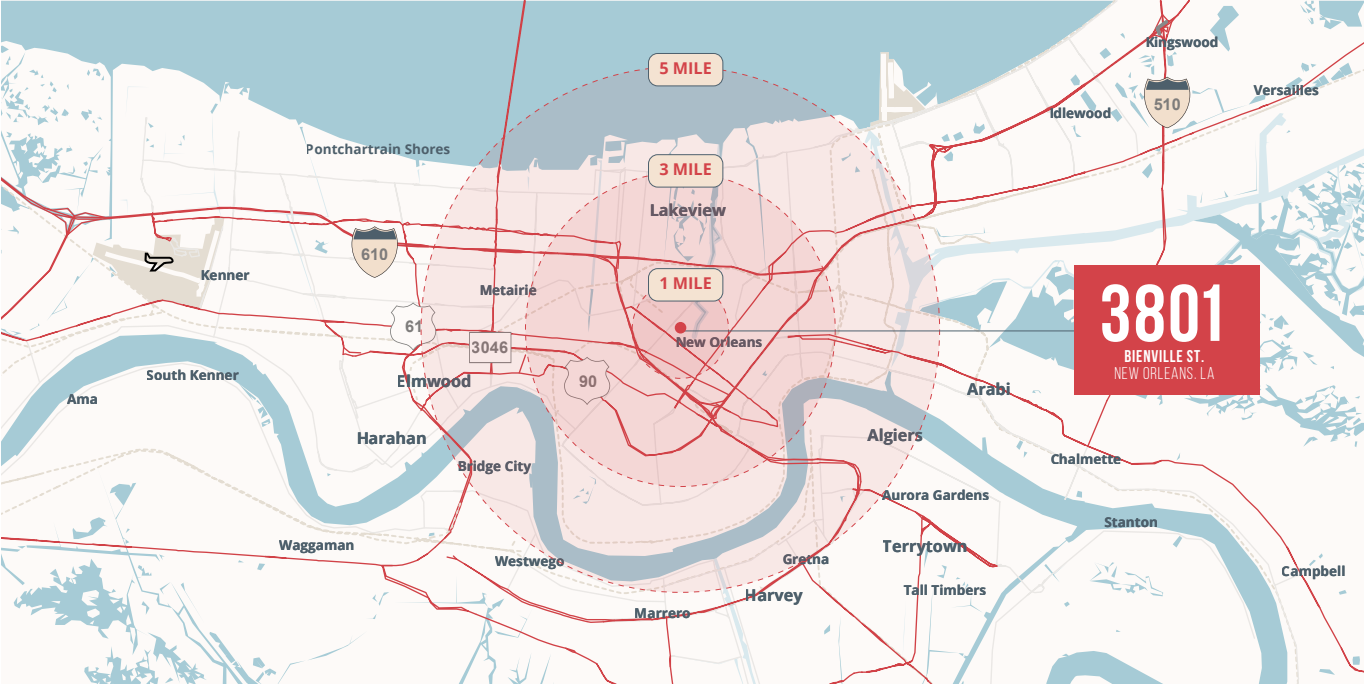 Kingswood
5 MILE
Versailles
510
Idlewood
Pontchartrain Shores
3 MILE
Lakeview
610
Kenner
1 MILE
Metairie
3801
BIENVILLE ST.
NEW ORLEANS, LA
61
3046
New Orleans
South Kenner
90
Elmwood
Arabi
Ama
Harahan
Algiers
Bridge City
Chalmette
Aurora Gardens
Stanton
Waggaman
Terrytown
Westwego
Gretna
Campbell
Tall Timbers
Harvey
Marrero